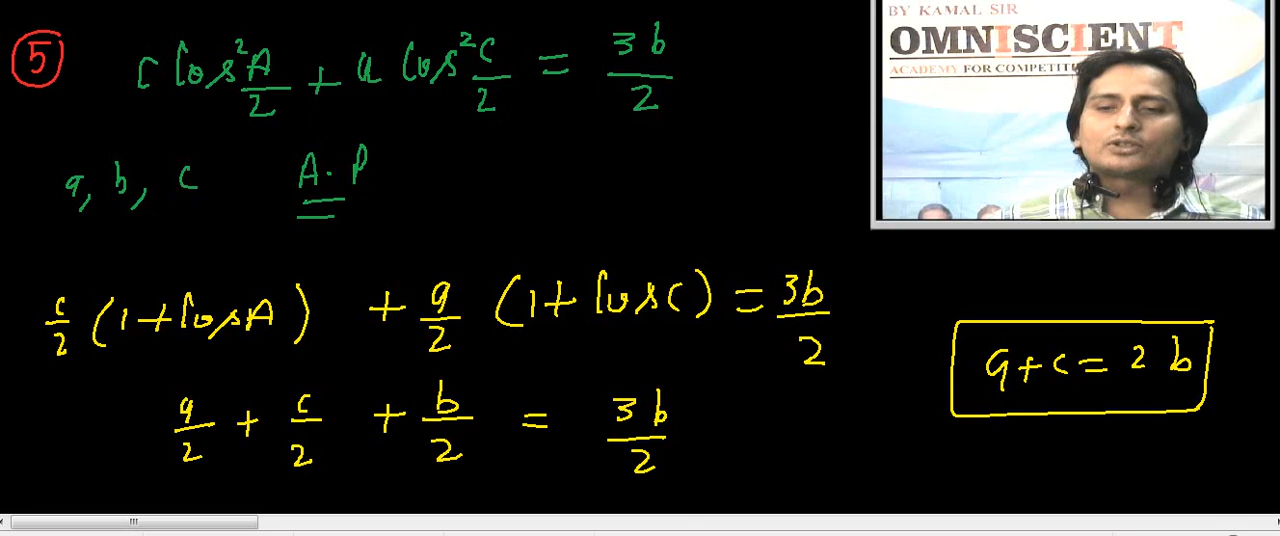 BY KAMAL SIR
OMNISCIENT
ACADEMY FOR COMPETITI
5 c Cos²A/2 + a Cos²C/2 = 3b/2
a, b, c A.P
c/2 (1+CosA) + a/2 (1+CosC) = 3b/2
a+c = 2b
a/2 + c/2 + b/2 = 3b/2